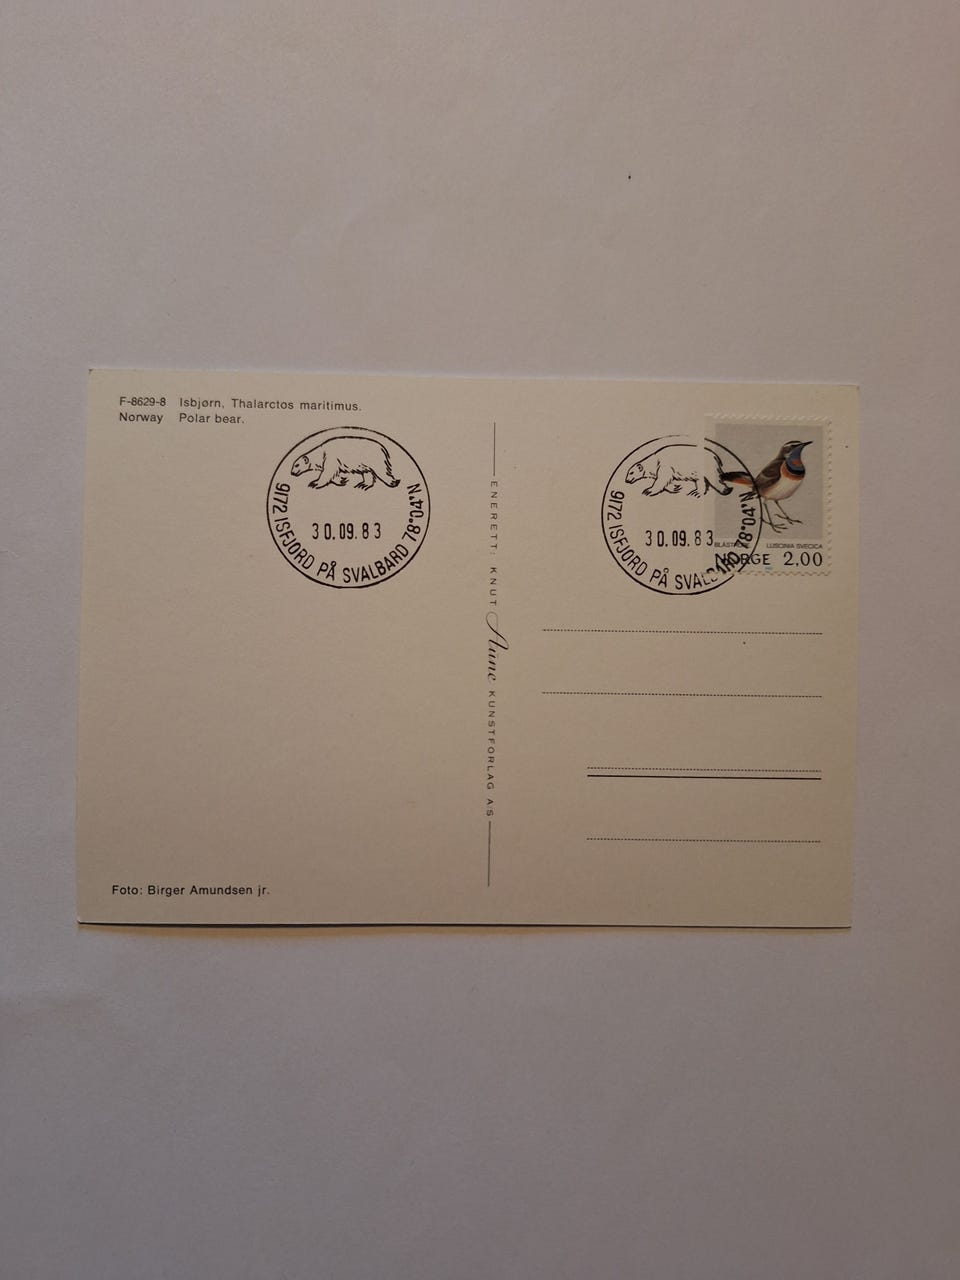 F-8629-8 Isbjørn, Thalarctos maritimus.
Norway Polar bear.
9172 ISFJORD PÅ SVALBARD 78°04'N.
30.09.83
Foto: Birger Amundsen jr.
ENERETT: KNUT Aune KUNSTFORLAG A/S
9172 ISFJORD PÅ SVALBARD 78°04'N.
30.09.83
LUSCINIA SVECICA
NORGE 2.00